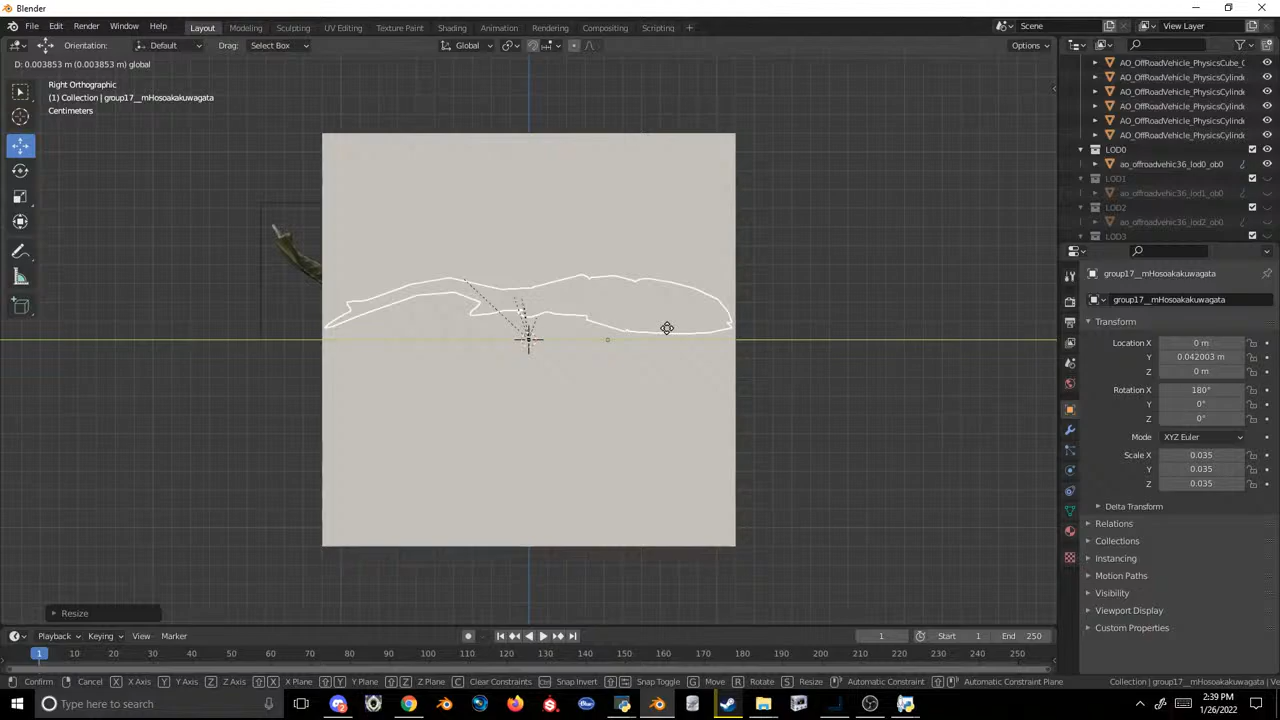 Blender
File Edit Render Window Help
Layout Modeling Sculpting UV Editing Texture Paint Shading Animation Rendering Compositing Scripting +
Scene View Layer
Orientation: Default Drag: Select Box Global Options
D: 0.003853 m (0.003853 m) global
Right Orthographic
(1) Collection | group17__mHosoakakuwagata
Centimeters
AO_OffRoadVehicle_PhysicsCube_0
AO_OffRoadVehicle_PhysicsCylind
AO_OffRoadVehicle_PhysicsCylind
AO_OffRoadVehicle_PhysicsCylind
AO_OffRoadVehicle_PhysicsCylind
AO_OffRoadVehicle_PhysicsCylind
LOD0
ao_offroadvehic36_lod0_ob0
LOD1
ao_offroadvehic36_lod1_ob0
LOD2
ao_offroadvehic36_lod2_ob0
LOD3
group17__mHosoakakuwagata
group17__mHosoakakuwagata
Transform
Location X 0 m
Y 0.042003 m
Z 0 m
Rotation X 180°
Y 0°
Z 0°
Mode XYZ Euler
Scale X 0.035
Y 0.035
Z 0.035
Delta Transform
Relations
Collections
Instancing
Motion Paths
Visibility
Viewport Display
Custom Properties
Resize
Playback Keying View Marker 1 Start 1 End 250
1 10 20 30 40 50 60 70 80 90 100 110 120 130 140 150 160 170 180 190 200 210 220 230 240 250
Confirm Cancel X X Axis Y Y Axis Z Z Axis X X Plane Y Y Plane Z Z Plane C Clear Constraints Ctrl Snap Invert Snap Toggle G Move R Rotate S Resize Automatic Constraint Automatic Constraint Plane Collection | group17__mHosoakakuwagata
Type here to search
2:39 PM
1/26/2022